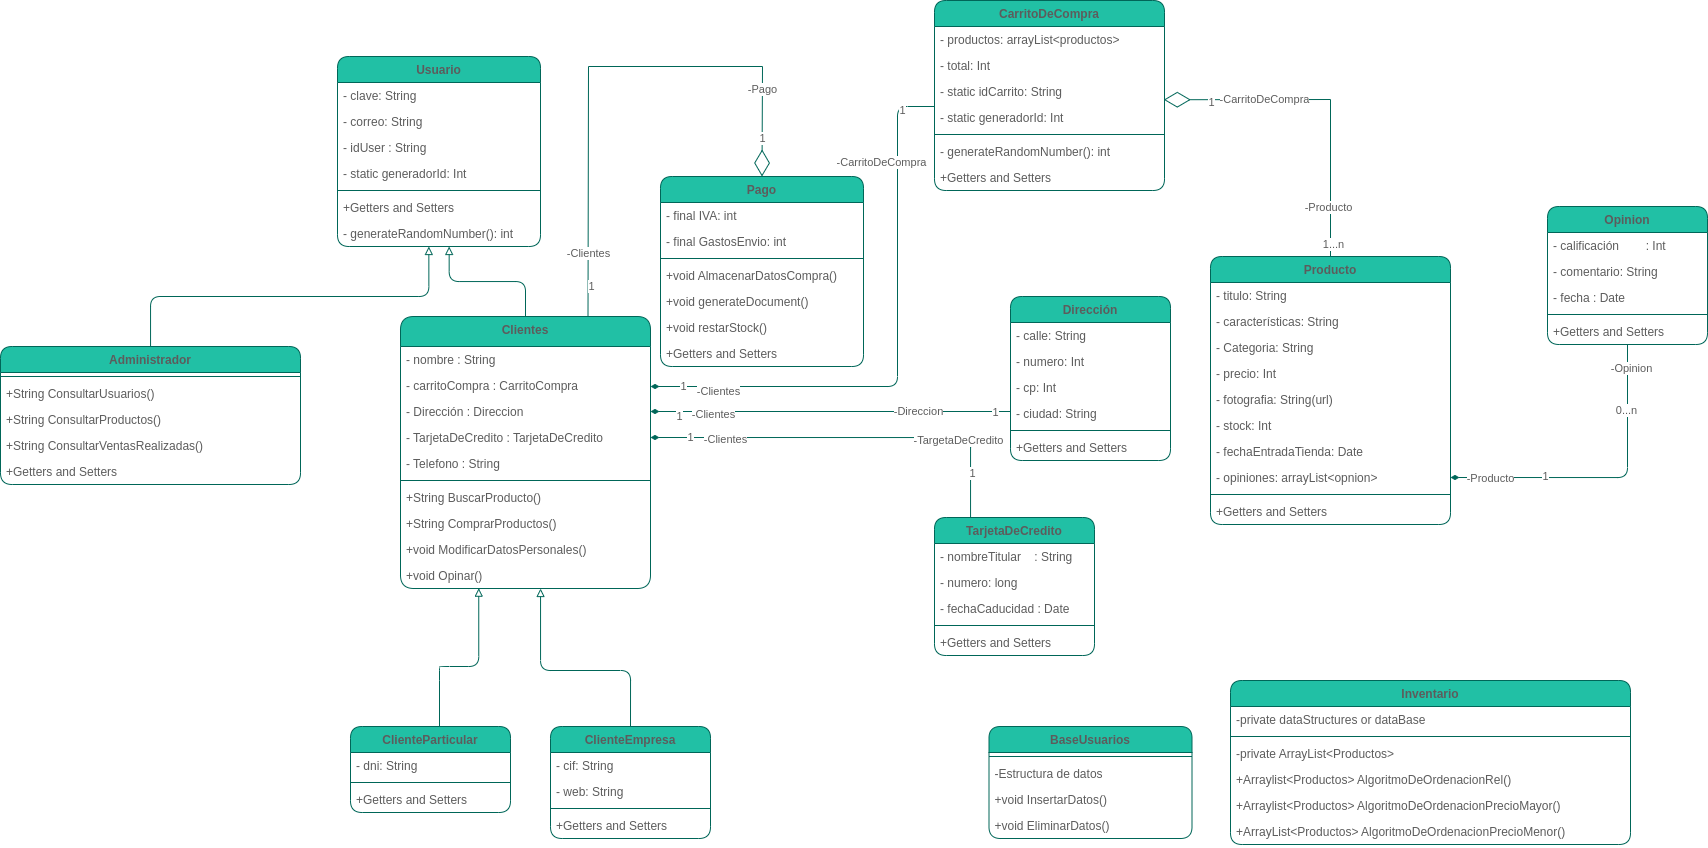 CarritoDeCompra
- productos: arrayList<productos>
- total: Int
- static idCarrito: String
- static generadorId: Int
- generateRandomNumber(): int
+Getters and Setters
Usuario
- clave: String
- correo: String
- idUser : String
- static generadorId: Int
+Getters and Setters
- generateRandomNumber(): int
-Pago
1
-Clientes
1
Pago
- final IVA: int
- final GastosEnvio: int
+void AlmacenarDatosCompra()
+void generateDocument()
+void restarStock()
+Getters and Setters
1
-CarritoDeCompra
1
-CarritoDeCompra
-Producto
1...n
Opinion
- calificación : Int
- comentario: String
- fecha : Date
+Getters and Setters
-Opinion
0...n
Producto
- titulo: String
- características: String
- Categoria: String
- precio: Int
- fotografia: String(url)
- stock: Int
- fechaEntradaTienda: Date
- opiniones: arrayList<opnion>
+Getters and Setters
-Producto
1
Dirección
- calle: String
- numero: Int
- cp: Int
- ciudad: String
+Getters and Setters
Clientes
- nombre : String
- carritoCompra : CarritoCompra
- Dirección : Direccion
- TarjetaDeCredito : TarjetaDeCredito
- Telefono : String
+String BuscarProducto()
+String ComprarProductos()
+void ModificarDatosPersonales()
+void Opinar()
1
-Clientes
1
-Clientes
-Direccion
1
1
-Clientes
-TargetaDeCredito
1
Administrador
+String ConsultarUsuarios()
+String ConsultarProductos()
+String ConsultarVentasRealizadas()
+Getters and Setters
TarjetaDeCredito
- nombreTitular : String
- numero: long
- fechaCaducidad : Date
+Getters and Setters
ClienteParticular
- dni: String
+Getters and Setters
ClienteEmpresa
- cif: String
- web: String
+Getters and Setters
BaseUsuarios
-Estructura de datos
+void InsertarDatos()
+void EliminarDatos()
Inventario
-private dataStructures or dataBase
-private ArrayList<Productos>
+Arraylist<Productos> AlgoritmoDeOrdenacionRel()
+Arraylist<Productos> AlgoritmoDeOrdenacionPrecioMayor()
+ArrayList<Productos> AlgoritmoDeOrdenacionPrecioMenor()